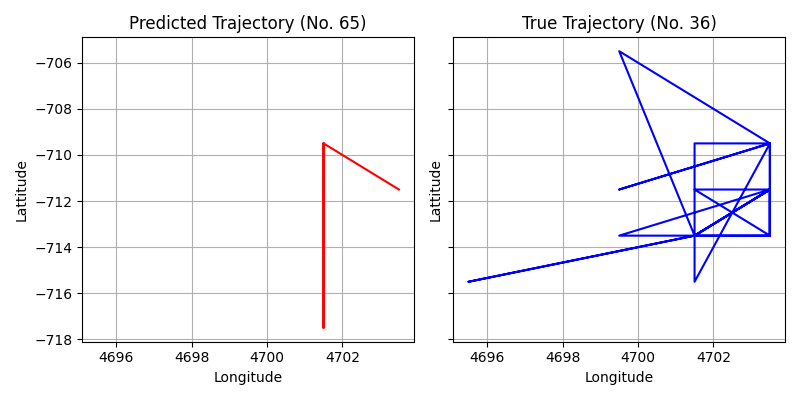 Predicted Trajectory (No. 65)
True Trajectory (No. 36)
Lattitude
−706
−708
−710
−712
−714
−716
−718
4696
4698
4700
4702
Longitude
Lattitude
4696
4698
4700
4702
Longitude